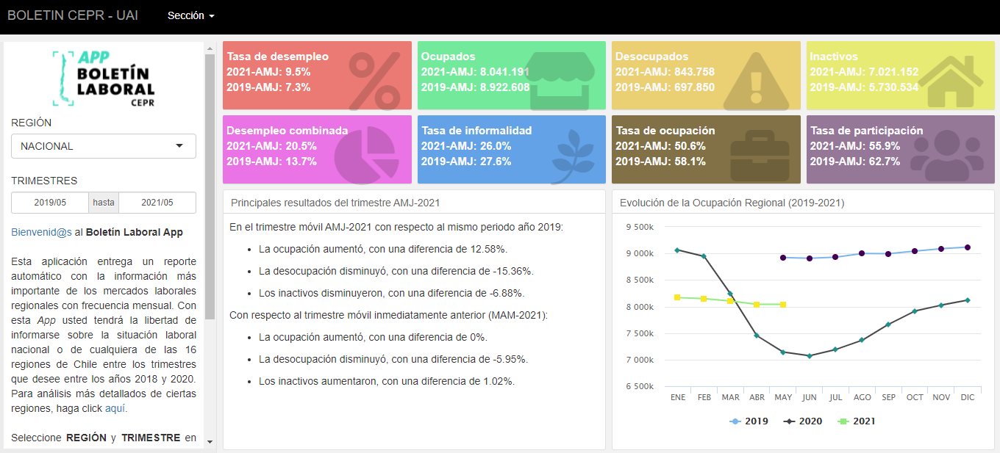 BOLETIN CEPR - UAI
Sección
APP
BOLETÍN
LABORAL
CEPR
REGIÓN
NACIONAL
TRIMESTRES
2019/05 hasta 2021/05
Bienvenid@s al Boletín Laboral App
Esta aplicación entrega un reporte
automático con la información más
importante de los mercados laborales
regionales con frecuencia mensual. Con
esta App usted tendrá la libertad de
informarse sobre la situación laboral
nacional o de cualquiera de las 16
regiones de Chile entre los trimestres
que desee entre los años 2018 y 2020.
Para análisis más detallados de ciertas
regiones, haga click aquí.
Seleccione REGIÓN y TRIMESTRE en
Tasa de desempleo
2021-AMJ: 9.5%
2019-AMJ: 7.3%
Ocupados
2021-AMJ: 8.041.191
2019-AMJ: 8.922.608
Desocupados
2021-AMJ: 843.758
2019-AMJ: 697.850
Inactivos
2021-AMJ: 7.021.152
2019-AMJ: 5.730.534
Desempleo combinada
2021-AMJ: 20.5%
2019-AMJ: 13.7%
Tasa de informalidad
2021-AMJ: 26.0%
2019-AMJ: 27.6%
Tasa de ocupación
2021-AMJ: 50.6%
2019-AMJ: 58.1%
Tasa de participación
2021-AMJ: 55.9%
2019-AMJ: 62.7%
Principales resultados del trimestre AMJ-2021
En el trimestre móvil AMJ-2021 con respecto al mismo periodo año 2019:
• La ocupación aumentó, con una diferencia de 12.58%.
• La desocupación disminuyó, con una diferencia de -15.36%.
• Los inactivos disminuyeron, con una diferencia de -6.88%.
Con respecto al trimestre móvil inmediatamente anterior (MAM-2021):
• La ocupación aumentó, con una diferencia de 0%.
• La desocupación disminuyó, con una diferencia de -5.95%.
• Los inactivos aumentaron, con una diferencia de 1.02%.
Evolución de la Ocupación Regional (2019-2021)
9 500k
9 000k
8 500k
8 000k
7 500k
7 000k
6 500k
ENE FEB MAR ABR MAY JUN JUL AGO SEP OCT NOV DIC
2019 2020 2021